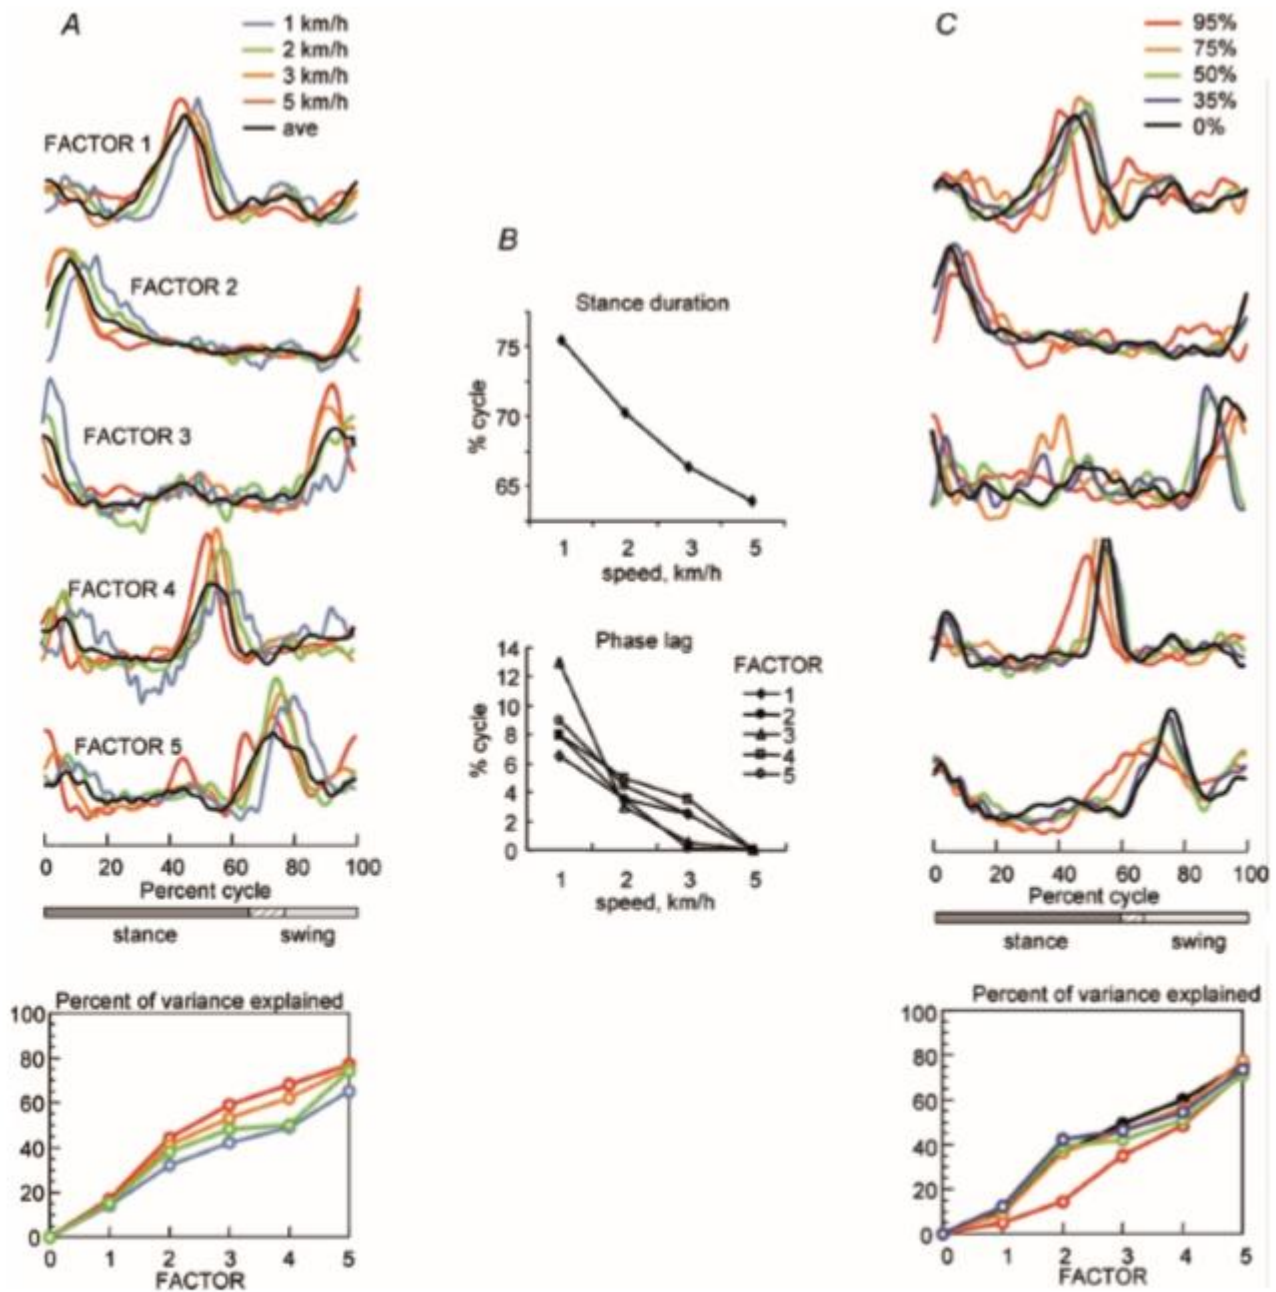 A
1 km/h
2 km/h
3 km/h
5 km/h
ave
FACTOR 1
FACTOR 2
FACTOR 3
FACTOR 4
FACTOR 5
0 20 40 60 80 100
Percent cycle
stance swing
Percent of variance explained
100
80
60
40
20
0
0 1 2 3 4 5
FACTOR
B
Stance duration
75
70
65
% cycle
1 2 3 5
speed, km/h
Phase lag
14
12
10
8
6
4
2
0
% cycle
FACTOR
1
2
3
4
5
1 2 3 5
speed, km/h
C
95%
75%
50%
35%
0%
0 20 40 60 80 100
Percent cycle
stance swing
Percent of variance explained
100
80
60
40
20
0
0 1 2 3 4 5
FACTOR